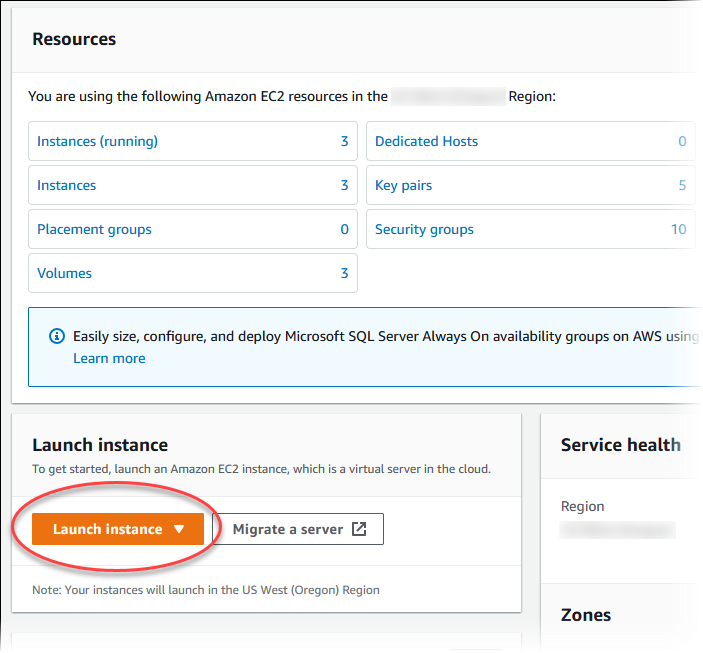 Resources
You are using the following Amazon EC2 resources in the Region:
Instances (running) 3
Dedicated Hosts 0
Instances 3
Key pairs 5
Placement groups 0
Security groups 10
Volumes 3
Easily size, configure, and deploy Microsoft SQL Server Always On availability groups on AWS using
Learn more
Launch instance
To get started, launch an Amazon EC2 instance, which is a virtual server in the cloud.
Launch instance
Migrate a server
Note: Your instances will launch in the US West (Oregon) Region
Service health
Region
Zones